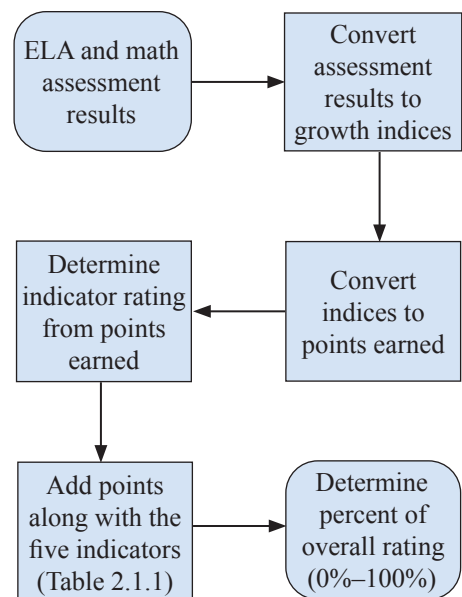 ELA and math
assessment
results
Convert
assessment
results to
growth indices
Convert
indices to
points earned
Determine
indicator rating
from points
earned
Add points
along with the
five indicators
(Table 2.1.1)
Determine
percent of
overall rating
(0%–100%)